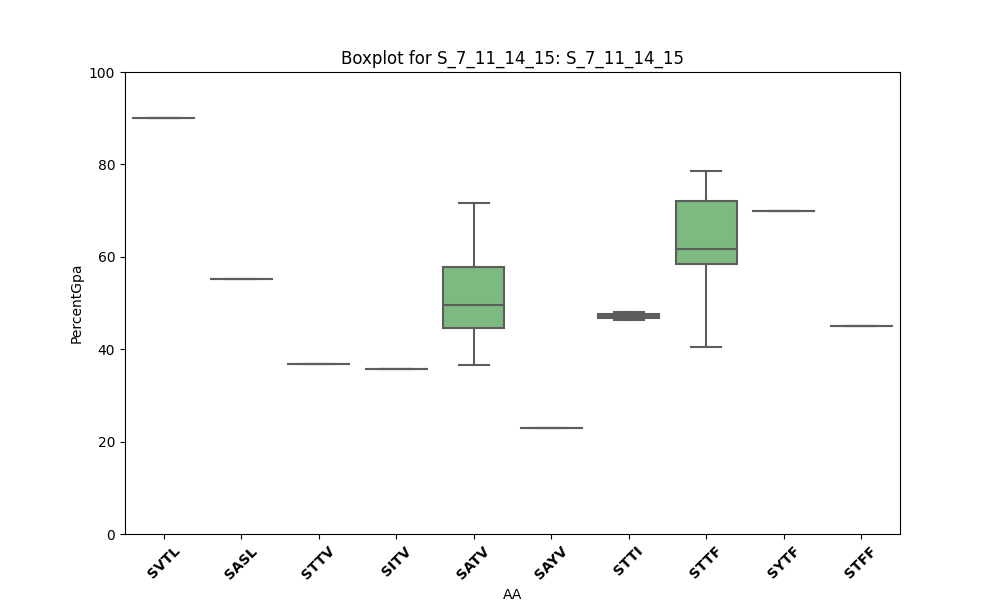 Boxplot for S_7_11_14_15: S_7_11_14_15
100
80
60
40
20
0
PercentGpa
SVTL
SASL
STTV
SITV
SATV
SAYV
STTI
STTF
SYTF
STFF
AA